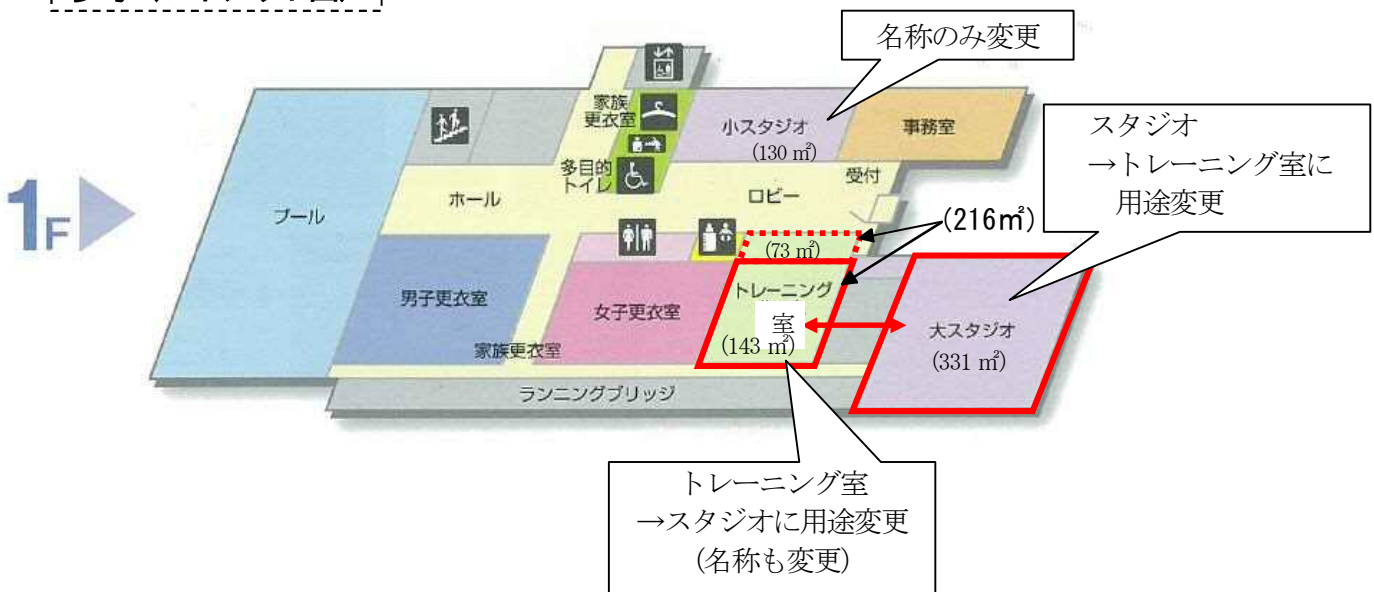 名称のみ変更
家族
更衣室
小スタジオ
(130 ㎡)
事務室
スタジオ
→トレーニング室に
用途変更
多目的
トイレ
受付
1F
プール
ホール
ロビー
(216㎡)
(73 ㎡)
男子更衣室
女子更衣室
トレーニング
室
(143 ㎡)
大スタジオ
(331 ㎡)
家族更衣室
ランニングブリッジ
トレーニング室
→スタジオに用途変更
(名称も変更)